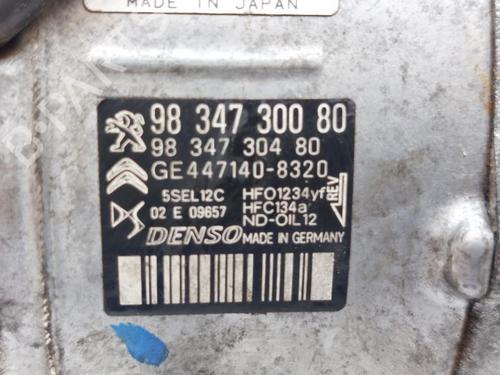 MADE IN JAPAN
98 347 300 80
98 347 304 80
GE447140-8320
5SEL12C HFO1234yf
02 E 09657 HFC134a
ND-OIL12
REV
DENSO MADE IN GERMANY
B-PARTS